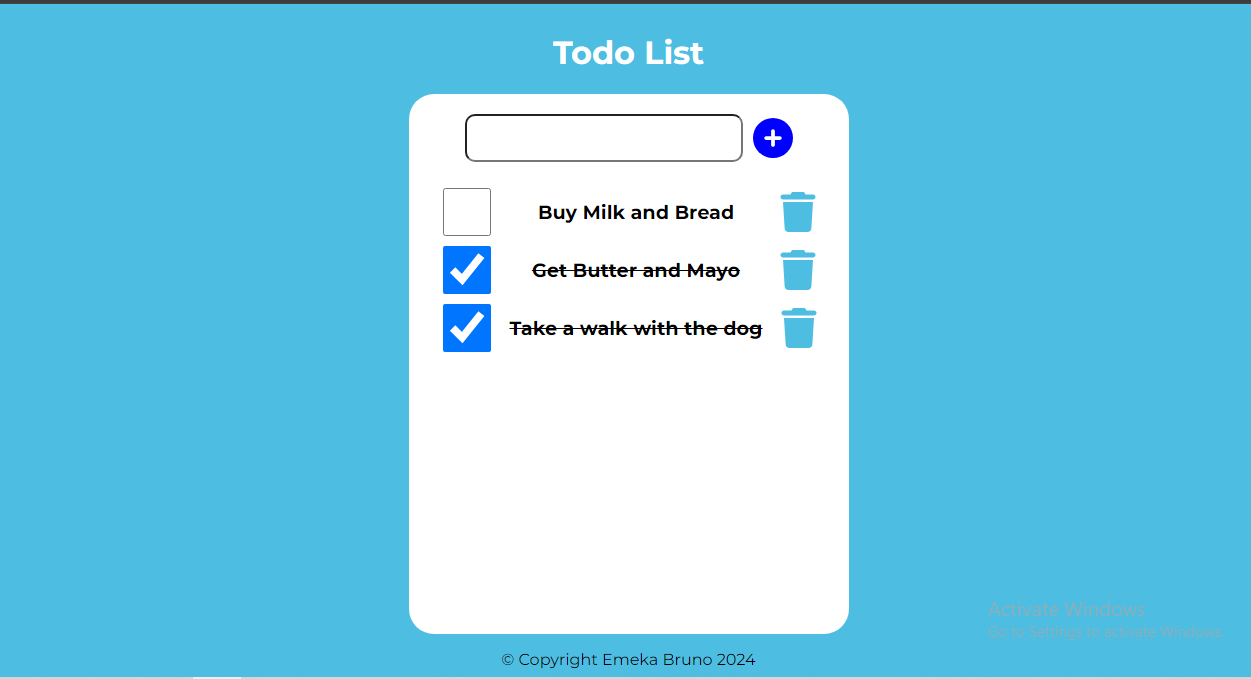 Todo List
Buy Milk and Bread
Get Butter and Mayo
Take a walk with the dog
Activate Windows
Go to Settings to activate Windows.
© Copyright Emeka Bruno 2024